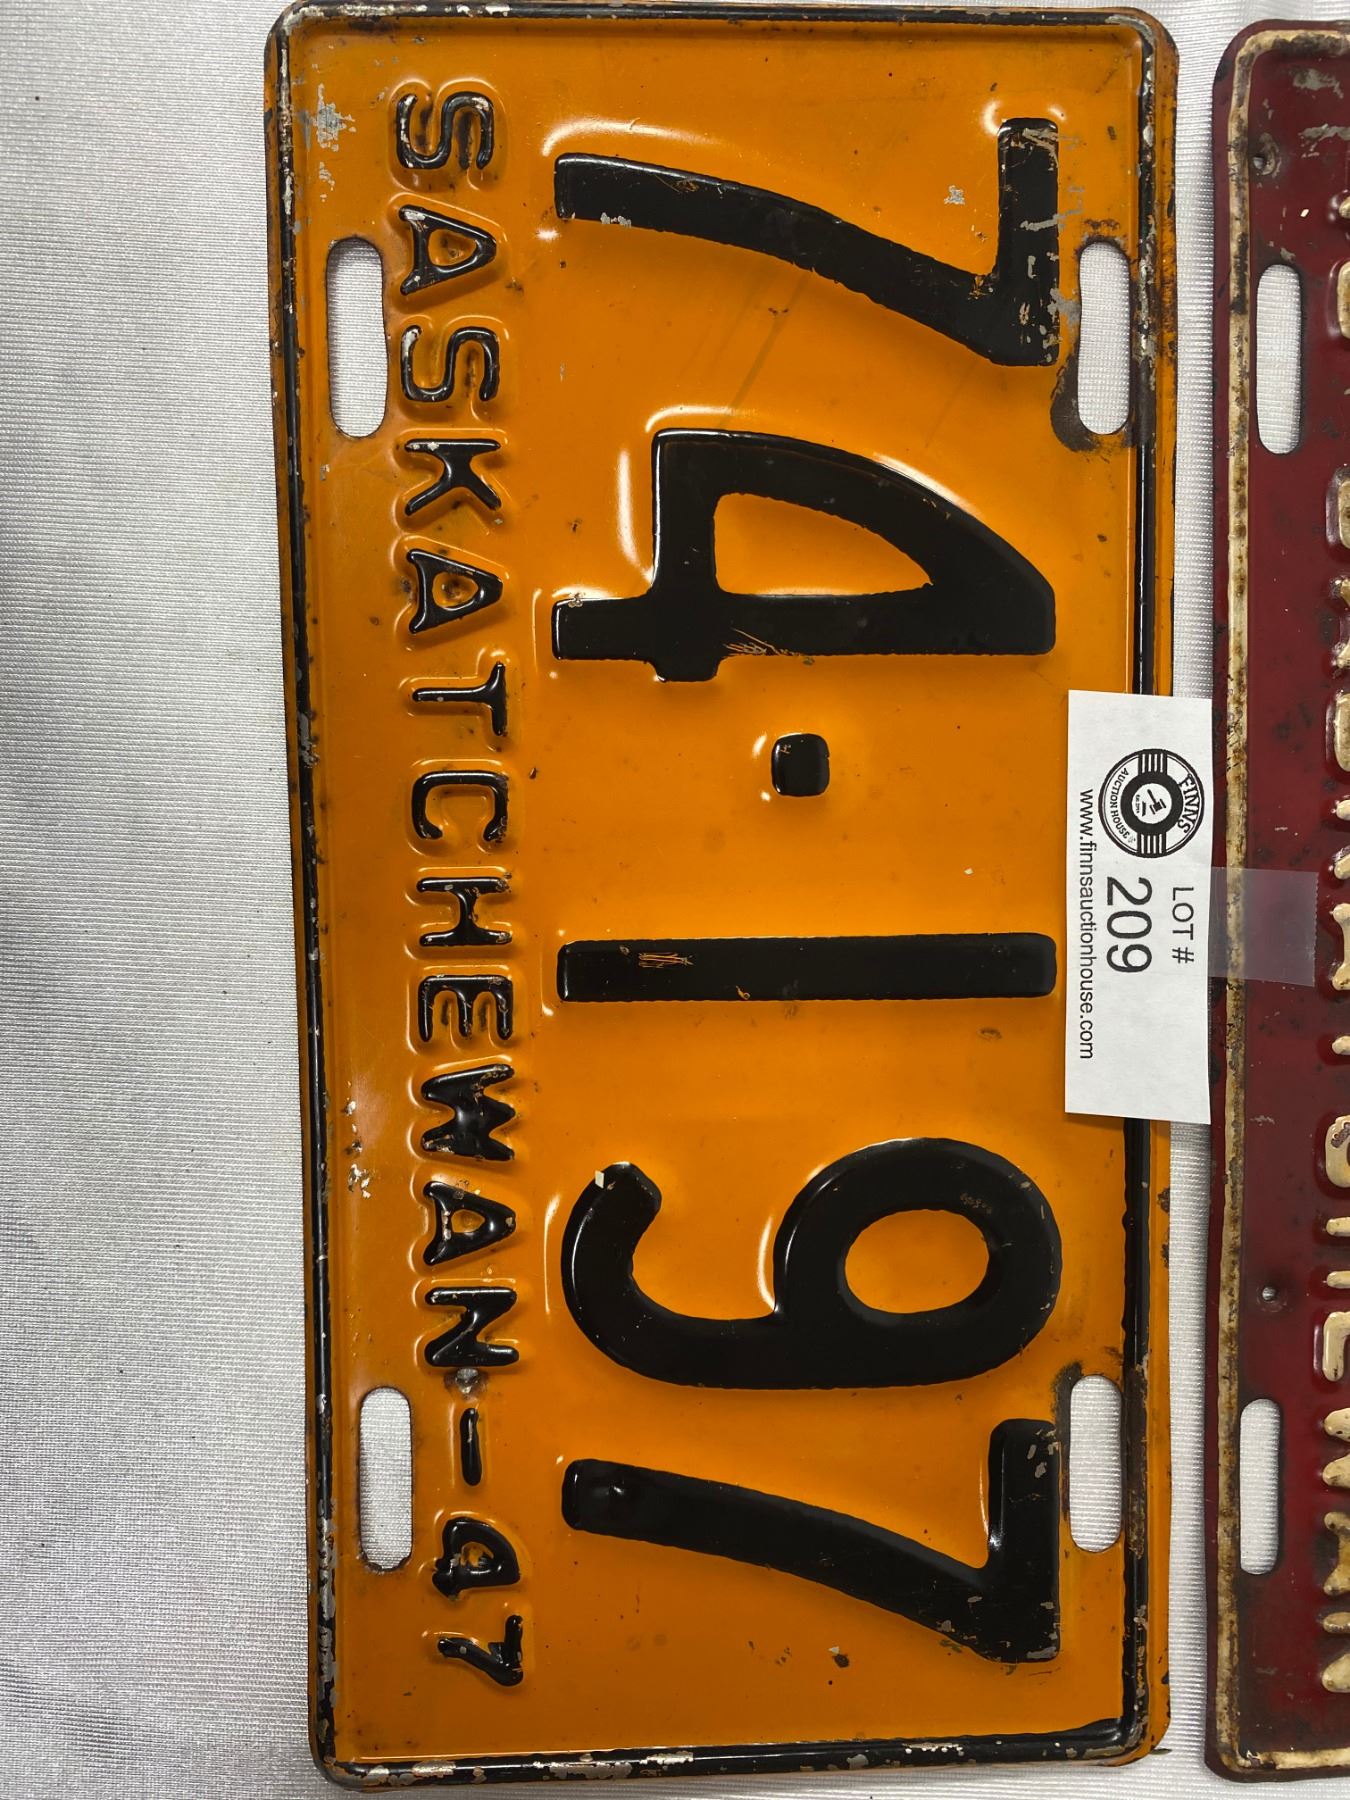 74·197
SASKATCHEWAN-47
FINNS
AUCTION HOUSE
LOT #
209
www.finnsauctionhouse.com